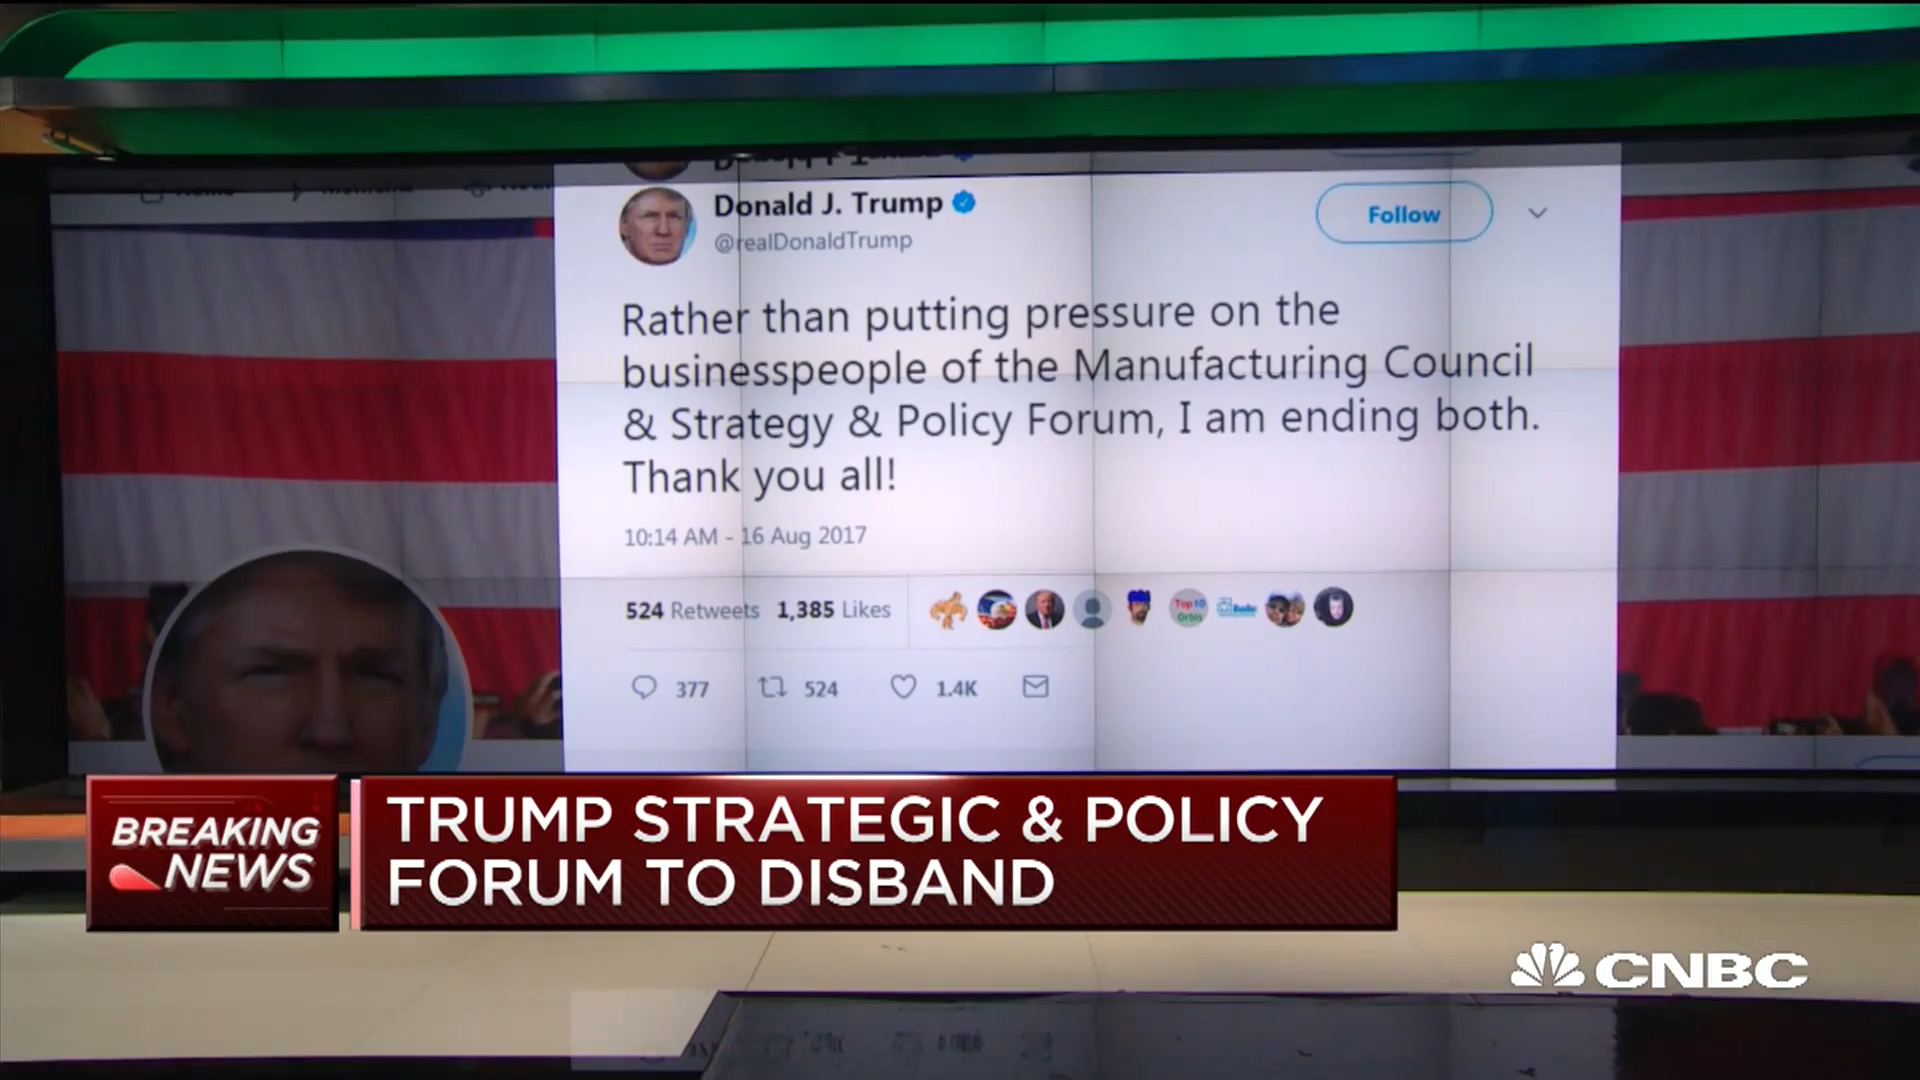 Donald J. Trump
@realDonaldTrump
Follow
Rather than putting pressure on the
businesspeople of the Manufacturing Council
& Strategy & Policy Forum, I am ending both.
Thank you all!
10:14 AM - 16 Aug 2017
524 Retweets 1,385 Likes
Top10
Orbis
377 524 1.4K
BREAKING
NEWS
TRUMP STRATEGIC & POLICY
FORUM TO DISBAND
CNBC